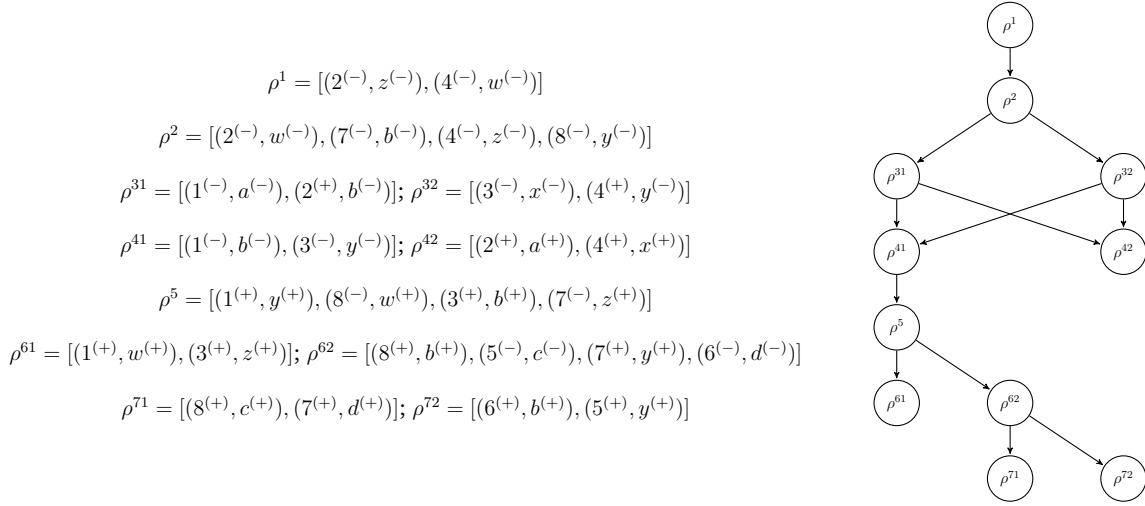 ρ^1 = [(2^(−), z^(−)), (4^(−), w^(−))]
ρ^2 = [(2^(−), w^(−)), (7^(−), b^(−)), (4^(−), z^(−)), (8^(−), y^(−))]
ρ^31 = [(1^(−), a^(−)), (2^(+), b^(−))]; ρ^32 = [(3^(−), x^(−)), (4^(+), y^(−))]
ρ^41 = [(1^(−), b^(−)), (3^(−), y^(−))]; ρ^42 = [(2^(+), a^(+)), (4^(+), x^(+))]
ρ^5 = [(1^(+), y^(+)), (8^(−), w^(+)), (3^(+), b^(+)), (7^(−), z^(+))]
ρ^61 = [(1^(+), w^(+)), (3^(+), z^(+))]; ρ^62 = [(8^(+), b^(+)), (5^(−), c^(−)), (7^(+), y^(+)), (6^(−), d^(−))]
ρ^71 = [(8^(+), c^(+)), (7^(+), d^(+))]; ρ^72 = [(6^(+), b^(+)), (5^(+), y^(+))]
ρ^1
ρ^2
ρ^31 ρ^32
ρ^41 ρ^42
ρ^5
ρ^61 ρ^62
ρ^71 ρ^72